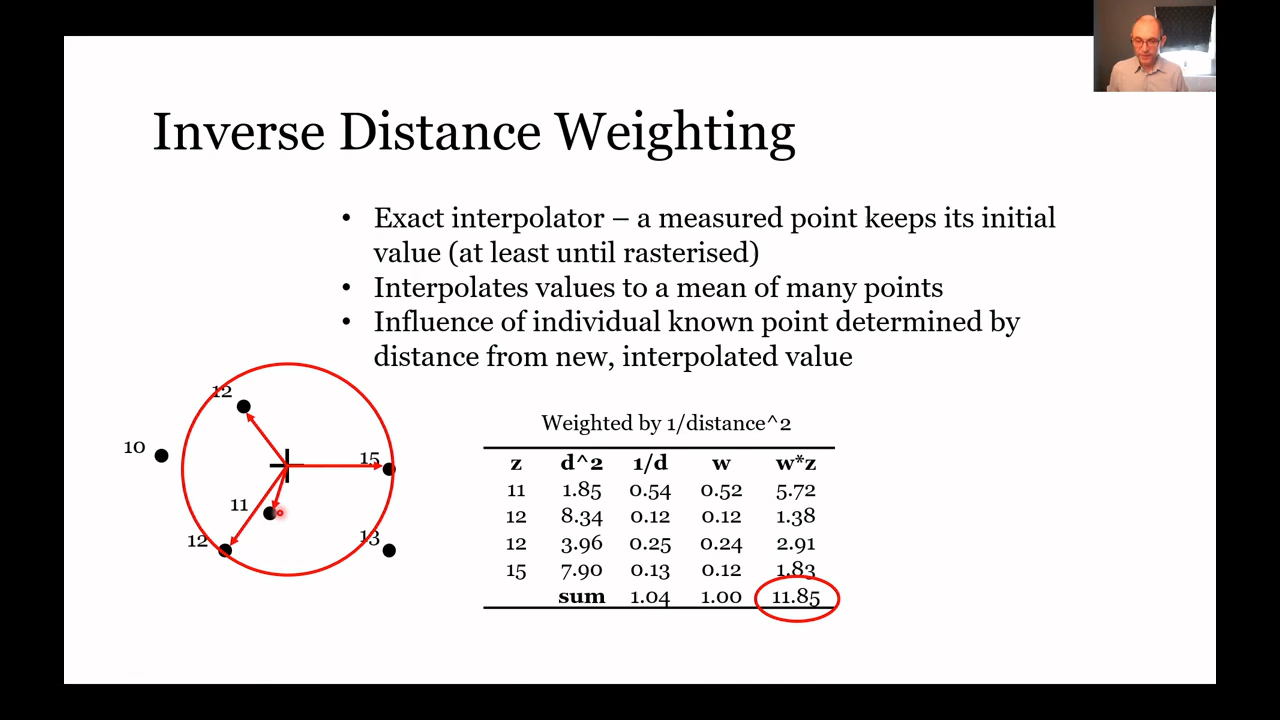 Inverse Distance Weighting
• Exact interpolator – a measured point keeps its initial
value (at least until rasterised)
• Interpolates values to a mean of many points
• Influence of individual known point determined by
distance from new, interpolated value
12
10
15
11
12
13
Weighted by 1/distance^2
z d^2 1/d w w*z
11 1.85 0.54 0.52 5.72
12 8.34 0.12 0.12 1.38
12 3.96 0.25 0.24 2.91
15 7.90 0.13 0.12 1.83
sum 1.04 1.00 11.85